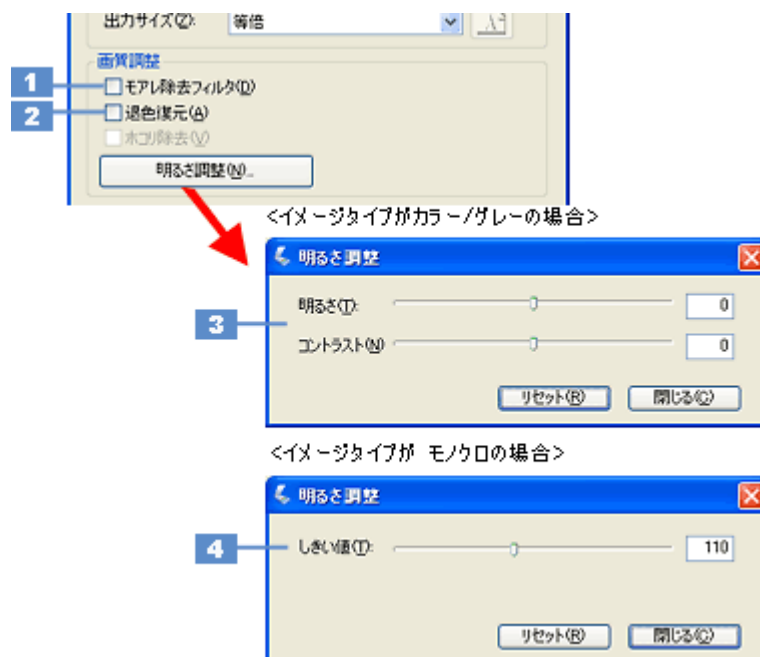 出力サイズ(Z): 等倍
画質調整
1 モアレ除去フィルタ(D)
2 退色復元(A)
ホコリ除去(V)
明るさ調整(N)...
<イメージタイプがカラー/グレーの場合>
明るさ調整
明るさ(T): 0
3
コントラスト(N) 0
リセット(R) 閉じる(C)
<イメージタイプが モノクロの場合>
明るさ調整
4 しきい値(T): 110
リセット(R) 閉じる(C)